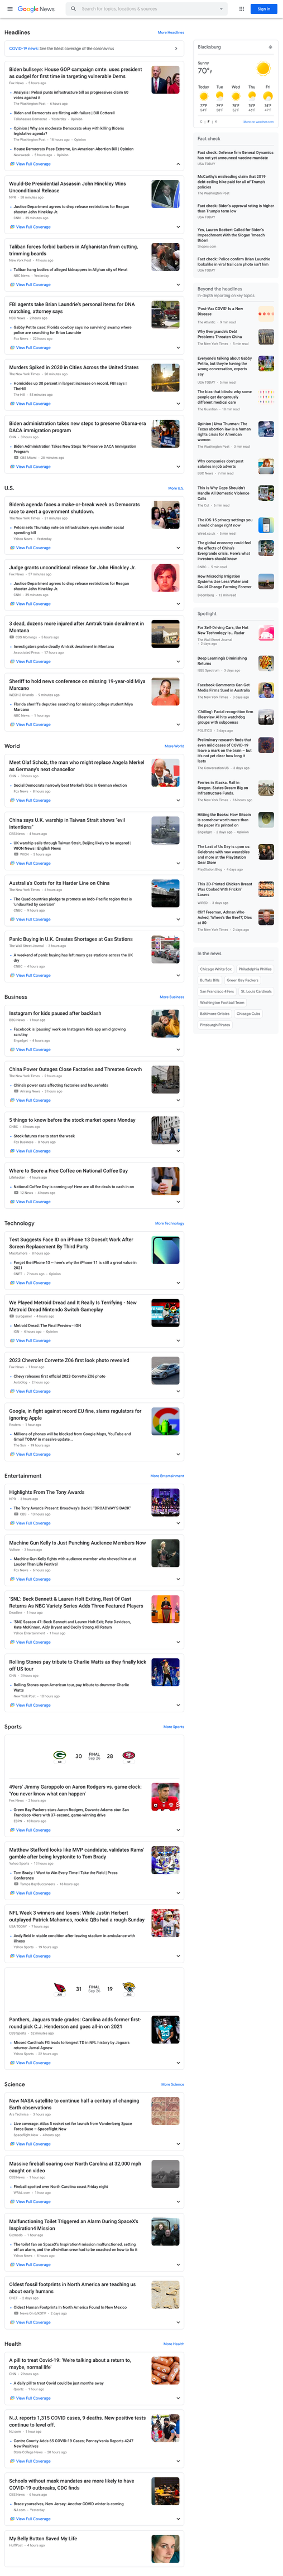 Google News
Search for topics, locations & sources
Sign in
Headlines
More Headlines
COVID-19 news: See the latest coverage of the coronavirus
Biden bullseye: House GOP campaign cmte. uses president
as cudgel for first time in targeting vulnerable Dems
Analysis | Pelosi punts infrastructure bill as progressives claim $0
votes against it
Biden and Democrats are flirting with failure | Bill Cotterell
Opinion | Why are moderate Democrats okay with killing Biden's
legislative agenda?
House Democrats Pass Extreme, Un-American Abortion Bill | Opinion
View Full Coverage
Would-Be Presidential Assassin John Hinckley Wins
Unconditional Release
Justice Department agrees to drop release restrictions for Reagan
shooter John Hinckley Jr.
View Full Coverage
Taliban forces forbid barbers in Afghanistan from cutting,
trimming beards
Taliban hang bodies of alleged kidnappers in Afghan city of Herat
View Full Coverage
FBI agents take Brian Laundrie's personal items for DNA
matching, attorney says
Gabby Petito case: Florida cowboy says 'no surviving' swamp where
police are searching for Brian Laundrie
View Full Coverage
Murders Spiked in 2020 in Cities Across the United States
Homicides up 30 percent in largest increase on record, FBI says |
TheHill
View Full Coverage
Biden administration takes new steps to preserve Obama-era
DACA immigration program
Biden Administration Takes New Steps To Preserve DACA Immigration
Program
View Full Coverage
U.S.
More U.S.
Biden's agenda faces a make-or-break week as Democrats
race to avert a government shutdown.
Pelosi sets Thursday vote on infrastructure, eyes smaller social
spending bill
View Full Coverage
Judge grants unconditional release for John Hinckley Jr.
Justice Department agrees to drop release restrictions for Reagan
shooter John Hinckley Jr.
View Full Coverage
3 dead, dozens more injured after Amtrak train derailment in
Montana
Investigators probe deadly Amtrak derailment in Montana
View Full Coverage
Sheriff to hold news conference on missing 19-year-old Miya
Marcano
Florida sheriff's deputies searching for missing college student Miya
Marcano
View Full Coverage
World
More World
Meet Olaf Scholz, the man who might replace Angela Merkel
as Germany's next chancellor
Social Democrats narrowly beat Merkel's bloc in German election
View Full Coverage
China says U.K. warship in Taiwan Strait shows "evil
intentions"
UK warship sails through Taiwan Strait, Beijing likely to be angered |
WION News | English News
View Full Coverage
Australia's Costs for Its Harder Line on China
The Quad countries pledge to promote an Indo-Pacific region that is
'undaunted by coercion'
View Full Coverage
Panic Buying in U.K. Creates Shortages at Gas Stations
A weekend of panic buying has left many gas stations across the UK
dry
View Full Coverage
Business
More Business
Instagram for kids paused after backlash
Facebook is 'pausing' work on Instagram Kids app amid growing
scrutiny
View Full Coverage
China Power Outages Close Factories and Threaten Growth
China's power cuts affecting factories and households
View Full Coverage
5 things to know before the stock market opens Monday
Stock futures rise to start the week
View Full Coverage
Where to Score a Free Coffee on National Coffee Day
National Coffee Day is coming up! Here are all the deals to cash in on
View Full Coverage
Technology
More Technology
Test Suggests Face ID on iPhone 13 Doesn't Work After
Screen Replacement By Third Party
Forget the iPhone 13 – here's why the iPhone 11 is still a great value in
2021
View Full Coverage
We Played Metroid Dread and It Really Is Terrifying - New
Metroid Dread Nintendo Switch Gameplay
Metroid Dread: The Final Preview - IGN
View Full Coverage
2023 Chevrolet Corvette Z06 first look photo revealed
Chevy releases first official 2023 Corvette Z06 photo
View Full Coverage
Google, in fight against record EU fine, slams regulators for
ignoring Apple
Millions of phones will be blocked from Google Maps, YouTube and
Gmail TODAY in massive update...
View Full Coverage
Entertainment
More Entertainment
Highlights From The Tony Awards
The Tony Awards Present: Broadway's Back! | "BROADWAY'S BACK"
View Full Coverage
Machine Gun Kelly Is Just Punching Audience Members Now
Machine Gun Kelly fights with audience member who shoved him at at
Louder Than Life Festival
View Full Coverage
'SNL': Beck Bennett & Lauren Holt Exiting, Rest Of Cast
Returns As NBC Variety Series Adds Three Featured Players
'SNL' Season 47: Beck Bennett and Lauren Holt Exit; Pete Davidson,
Kate McKinnon, Aidy Bryant and Cecily Strong All Return
View Full Coverage
Rolling Stones pay tribute to Charlie Watts as they finally kick
off US tour
Rolling Stones open American tour, pay tribute to drummer Charlie
Watts
View Full Coverage
Sports
More Sports
30 FINAL 28
49ers' Jimmy Garoppolo on Aaron Rodgers vs. game clock:
'You never know what can happen'
Green Bay Packers stars Aaron Rodgers, Davante Adams stun San
Francisco 49ers with 37-second, game-winning drive
View Full Coverage
Matthew Stafford looks like MVP candidate, validates Rams'
gamble after being kryptonite to Tom Brady
Tom Brady: I Want to Win Every Time I Take the Field | Press
Conference
View Full Coverage
NFL Week 3 winners and losers: While Justin Herbert
outplayed Patrick Mahomes, rookie QBs had a rough Sunday
Andy Reid in stable condition after leaving stadium in ambulance with
illness
View Full Coverage
31 FINAL 19
Panthers, Jaguars trade grades: Carolina adds former first-
round pick C.J. Henderson and goes all-in on 2021
Missed Cardinals FG leads to longest TD in NFL history by Jaguars
returner Jamal Agnew
View Full Coverage
Science
More Science
New NASA satellite to continue half a century of changing
Earth observations
Live coverage: Atlas 5 rocket set for launch from Vandenberg Space
Force Base – Spaceflight Now
View Full Coverage
Massive fireball soaring over North Carolina at 32,000 mph
caught on video
Fireball spotted over North Carolina coast Friday night
View Full Coverage
Malfunctioning Toilet Triggered an Alarm During SpaceX's
Inspiration4 Mission
The toilet fan on SpaceX's Inspiration4 mission malfunctioned, setting
off an alarm, and the all-civilian crew had to be coached on how to fix it
View Full Coverage
Oldest fossil footprints in North America are teaching us
about early humans
Oldest Human Footprints in North America Found In New Mexico
View Full Coverage
Health
More Health
A pill to treat Covid-19: 'We're talking about a return to,
maybe, normal life'
A daily pill to treat Covid could be just months away
View Full Coverage
N.J. reports 1,315 COVID cases, 9 deaths. New positive tests
continue to level off.
Centre County Adds 65 COVID-19 Cases; Pennsylvania Reports 4247
New Positives
View Full Coverage
Schools without mask mandates are more likely to have
COVID-19 outbreaks, CDC finds
Brace yourselves, New Jersey: Another COVID winter is coming
View Full Coverage
My Belly Button Saved My Life
Blacksburg
Sunny
70°F
Today Tue Wed Thu Fri
Fact check
Fact check: Defense firm General Dynamics
has not yet announced vaccine mandate
McCarthy's misleading claim that 2019
debt-ceiling hike paid for all of Trump's
policies
Fact check: Biden's approval rating is higher
than Trump's term low
Yes, Lauren Boebert Called for Biden's
Impeachment With the Slogan 'Impeach
Biden'
Fact check: Police confirm Brian Laundrie
lookalike in viral trail cam photo isn't him
Beyond the headlines
In-depth reporting on key topics
'Post-Vax COVID' Is a New
Disease
Why Evergrande's Debt
Problems Threaten China
Everyone's talking about Gabby
Petito, but they're having the
wrong conversation, experts
say
The bias that blinds: why some
people get dangerously
different medical care
Opinion | Uma Thurman: The
Texas abortion law is a human
rights crisis for American
women
Why companies don't post
salaries in job adverts
This Is Why Cops Shouldn't
Handle All Domestic Violence
Calls
The iOS 15 privacy settings you
should change right now
The global economy could feel
the effects of China's
Evergrande crisis. Here's what
investors should know
How Microdrip Irrigation
Systems Use Less Water and
Could Change Farming Forever
Spotlight
For Self-Driving Cars, the Hot
New Technology Is... Radar
Deep Learning's Diminishing
Returns
Facebook Comments Can Get
Media Firms Sued in Australia
'Chilling': Facial recognition firm
Clearview AI hits watchdog
groups with subpoenas
Preliminary research finds that
even mild cases of COVID-19
leave a mark on the brain – but
it's not yet clear how long it
lasts
Ferries in Alaska. Rail in
Oregon. States Dream Big on
Infrastructure Funds
Hitting the Books: How Bitcoin
is somehow worth more than
the paper it's printed on
The Last of Us Day is upon us:
Celebrate with new wearables
and more at the PlayStation
Gear Store
This 3D-Printed Chicken Breast
Was Cooked With Frickin'
Lasers
Cliff Freeman, Adman Who
Asked, 'Where's the Beef?', Dies
at 80
In the news
Chicago White Sox
Philadelphia Phillies
Buffalo Bills
Green Bay Packers
San Francisco 49ers
St. Louis Cardinals
Washington Football Team
Baltimore Orioles
Chicago Cubs
Pittsburgh Pirates